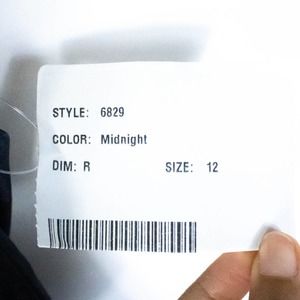 STYLE: 6829
COLOR: Midnight
DIM: R SIZE: 12